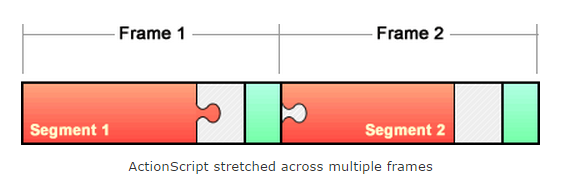 Frame 1 Frame 2
Segment 1 Segment 2
ActionScript stretched across multiple frames